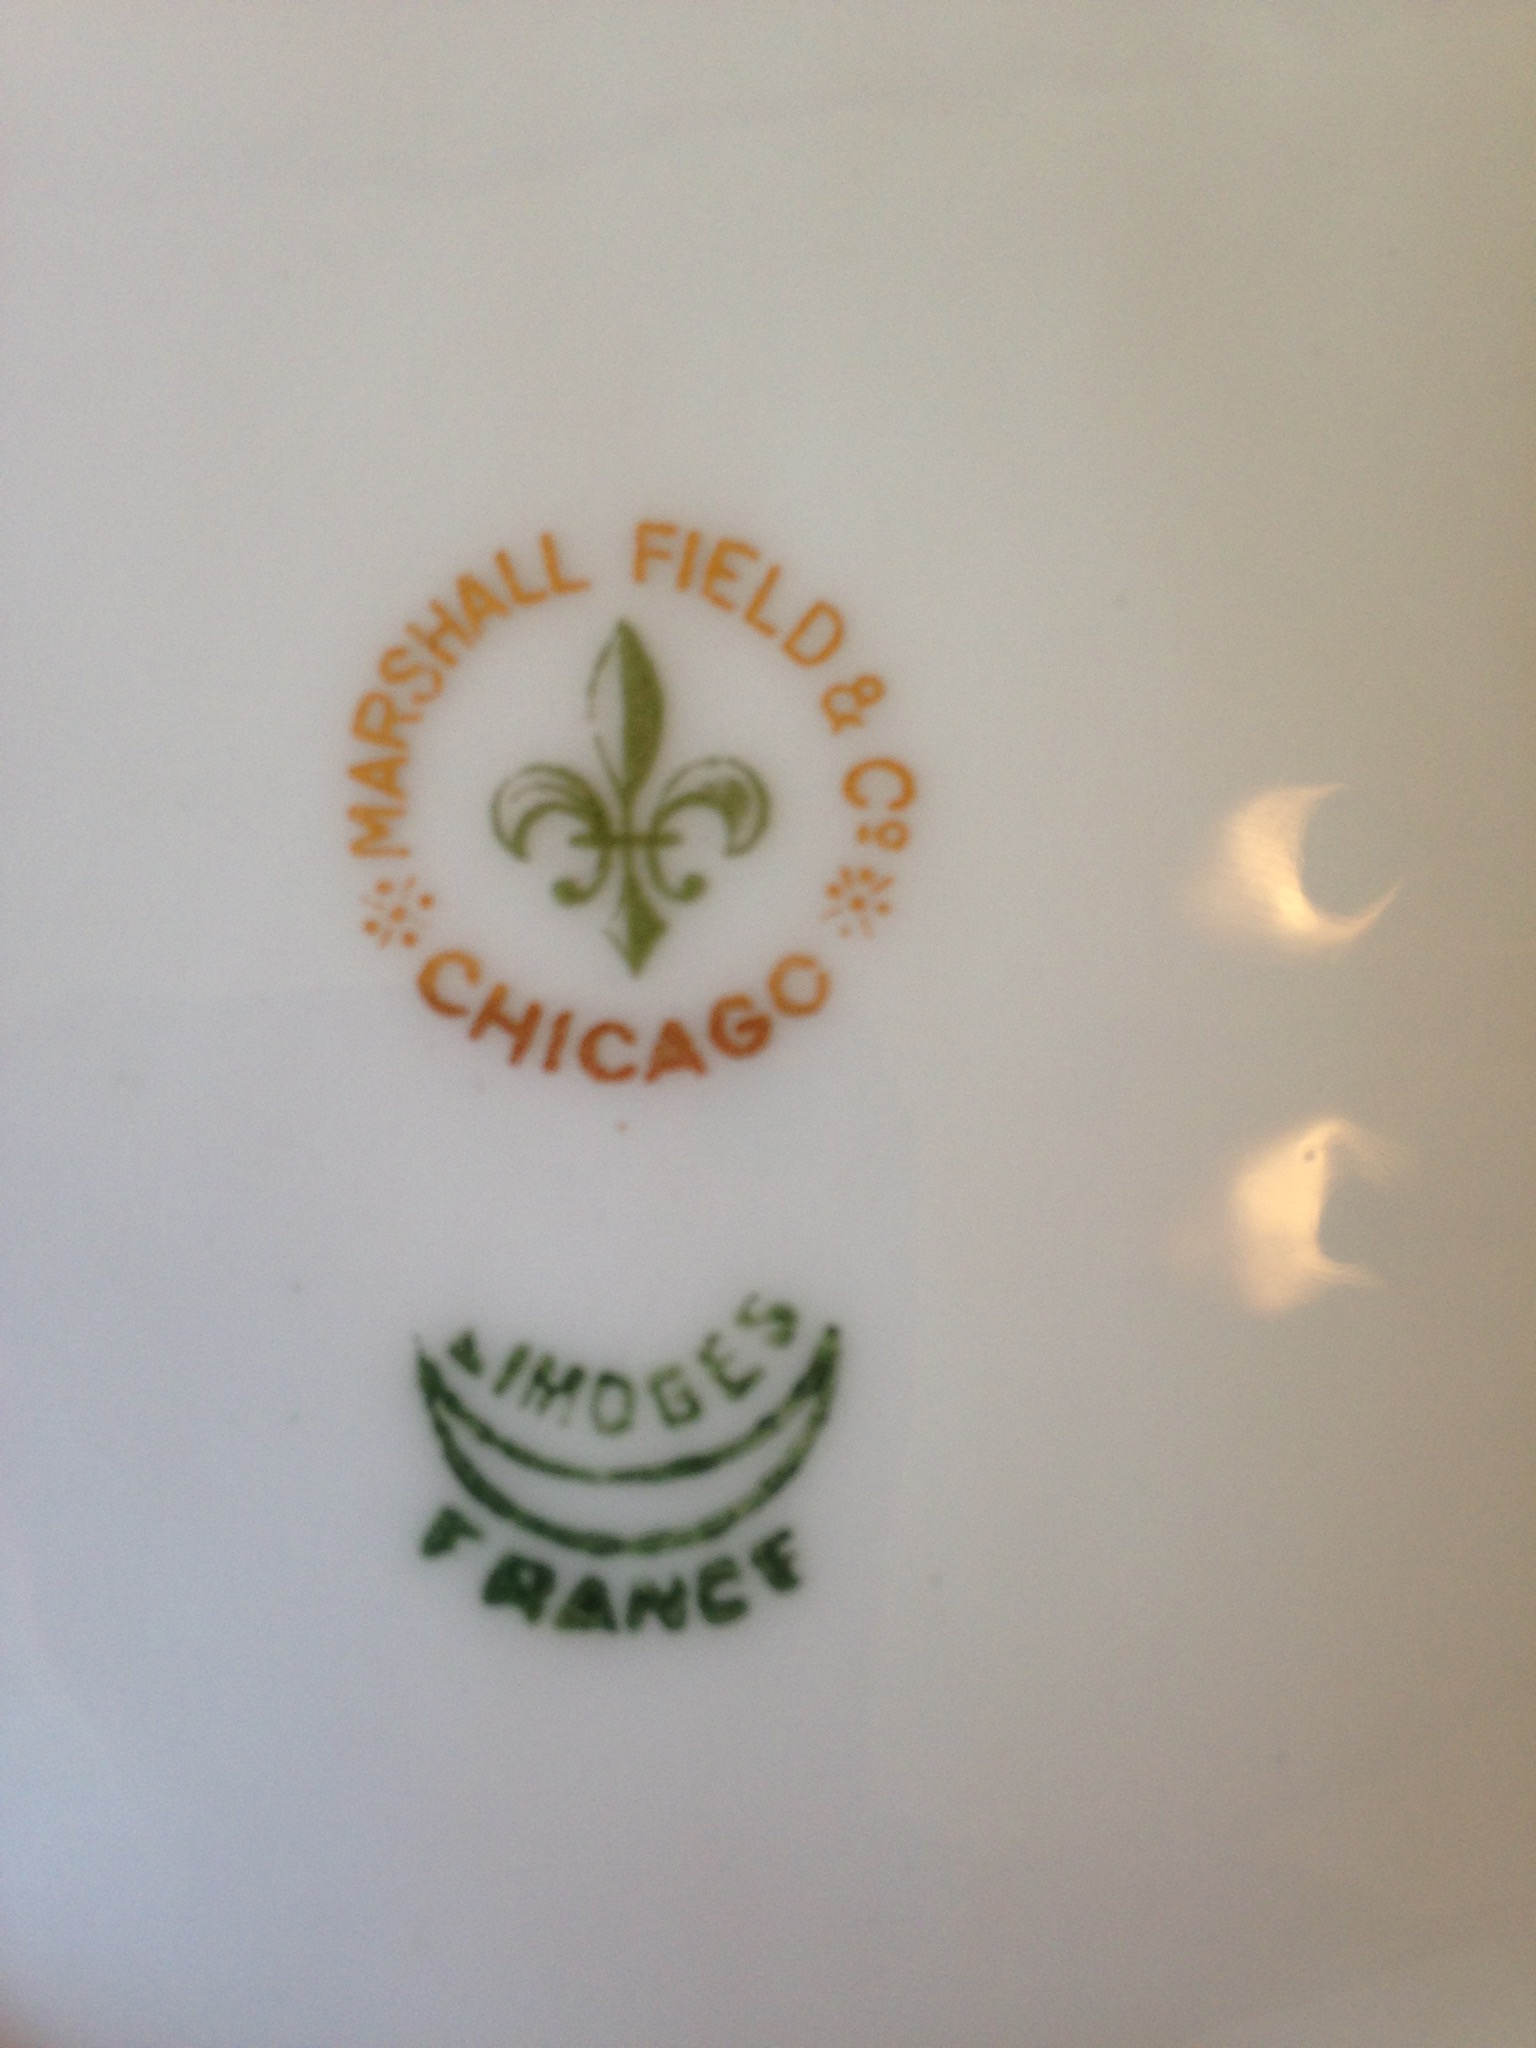 MARSHALL FIELD & Co
CHICAGO
LIMOGES
FRANCE